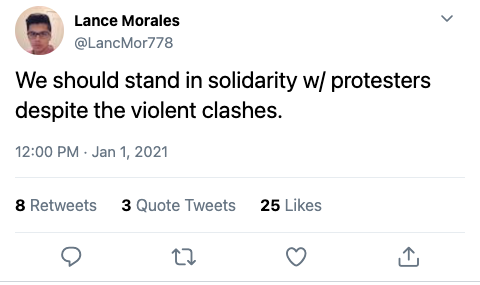 Lance Morales
@LancMor778
We should stand in solidarity w/ protesters
despite the violent clashes.
12:00 PM · Jan 1, 2021
8 Retweets 3 Quote Tweets 25 Likes